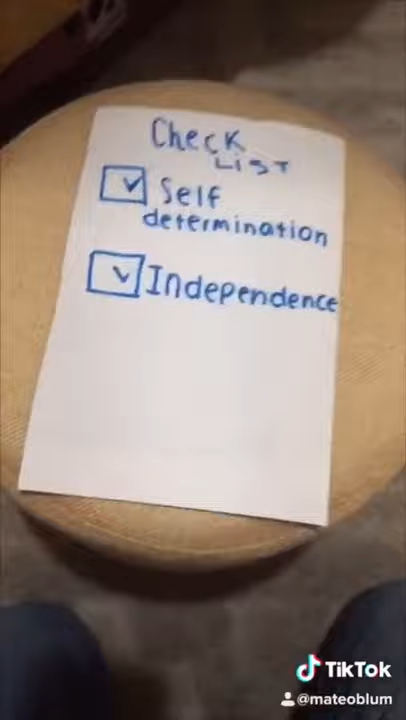 Check
LIST
Self
determination
Independence
TikTok
@mateoblum